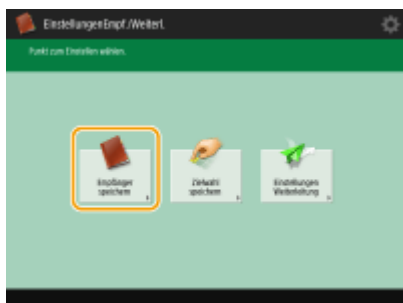 Einstellungen Empf./Weiterl.
Punkt zum Einstellen wählen.
Empfänger
speichern
Zielwahl
speichern
Einstellungen
Weiterleitung